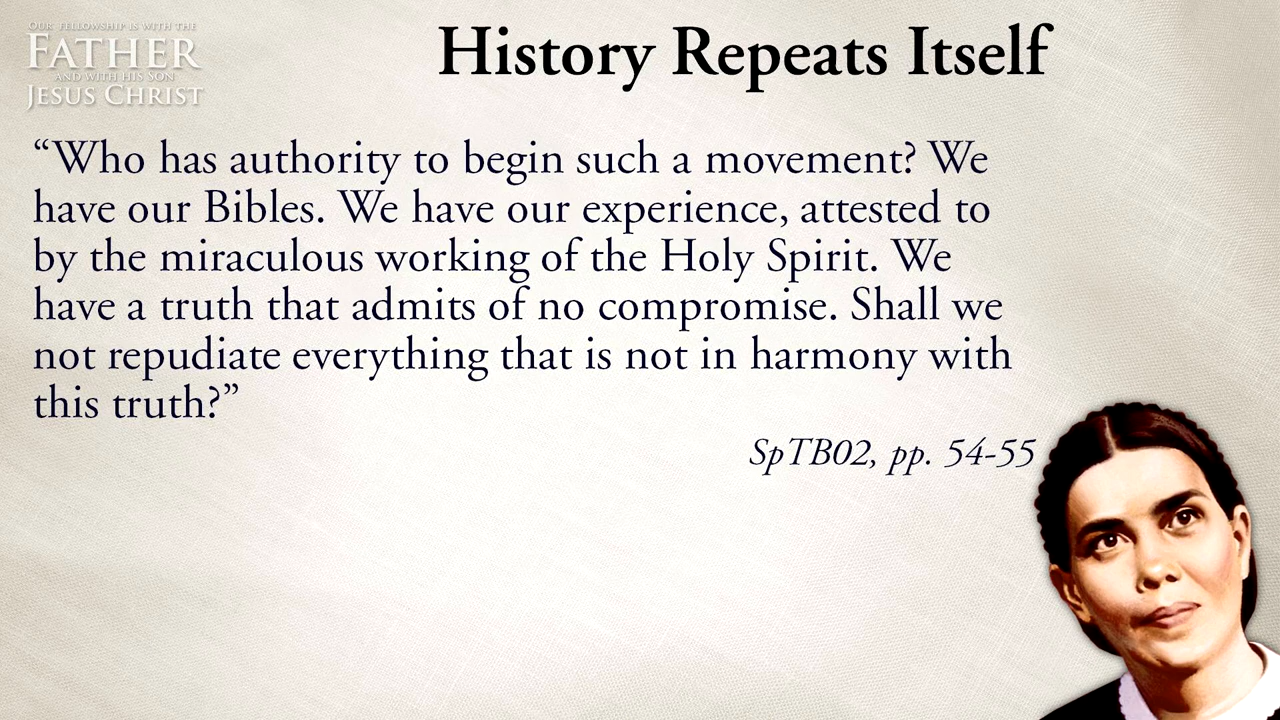 OUR FELLOWSHIP IS WITH THE
FATHER
AND WITH HIS SON
JESUS CHRIST
History Repeats Itself
“Who has authority to begin such a movement? We
have our Bibles. We have our experience, attested to
by the miraculous working of the Holy Spirit. We
have a truth that admits of no compromise. Shall we
not repudiate everything that is not in harmony with
this truth?”
SpTB02, pp. 54-55